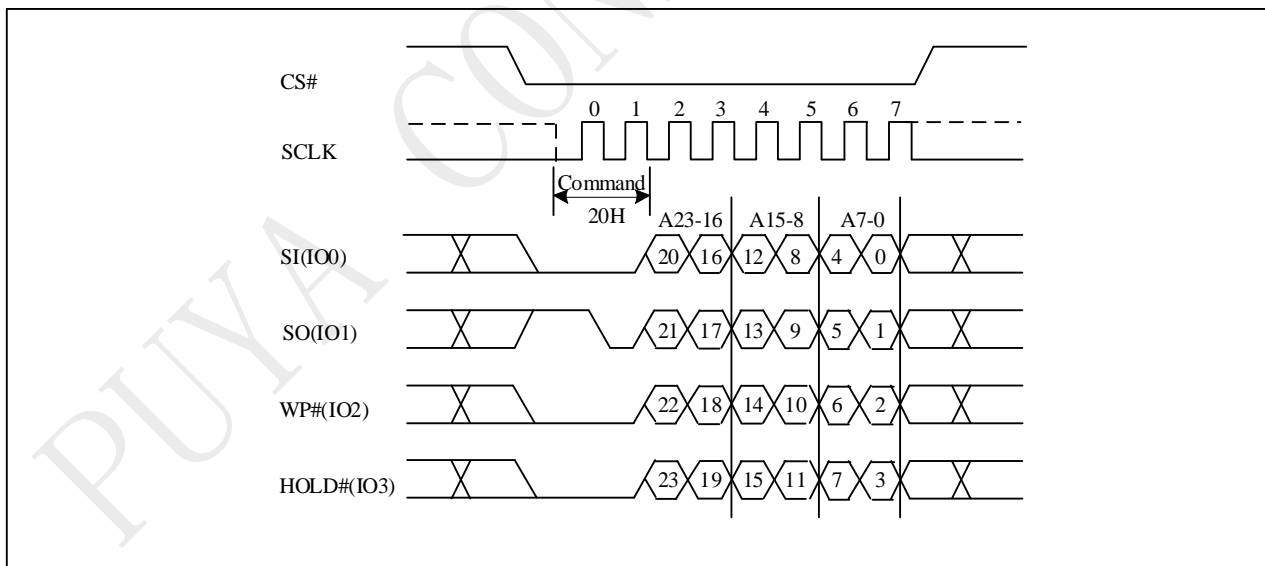 PUYA CON
CS#
0 1 2 3 4 5 6 7
SCLK
Command
20H
A23-16 A15-8 A7-0
SI(IO0) 20 16 12 8 4 0
SO(IO1) 21 17 13 9 5 1
WP#(IO2) 22 18 14 10 6 2
HOLD#(IO3) 23 19 15 11 7 3